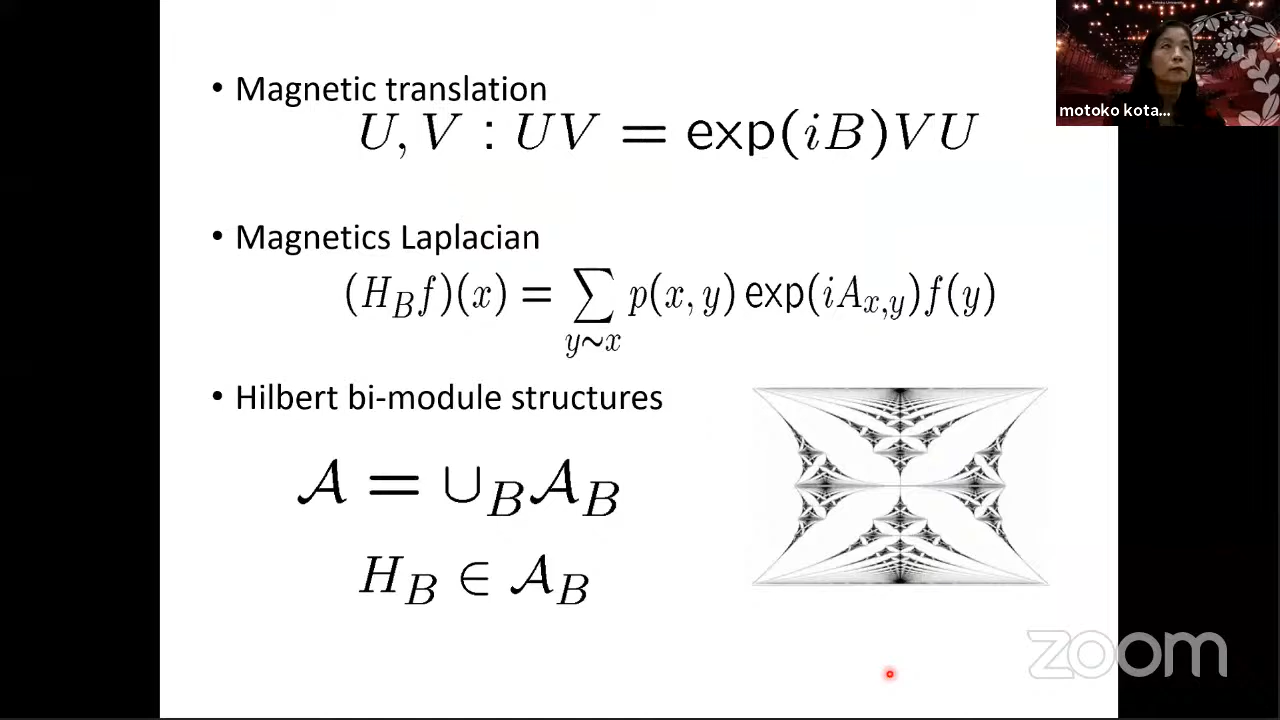 • Magnetic translation
U, V : UV = exp(iB)VU
• Magnetics Laplacian
(H_B f)(x) = ∑_{y∼x} p(x, y) exp(iA_{x,y}) f(y)
• Hilbert bi-module structures
𝒜 = ∪_B 𝒜_B
H_B ∈ 𝒜_B
motoko kota...
zoom